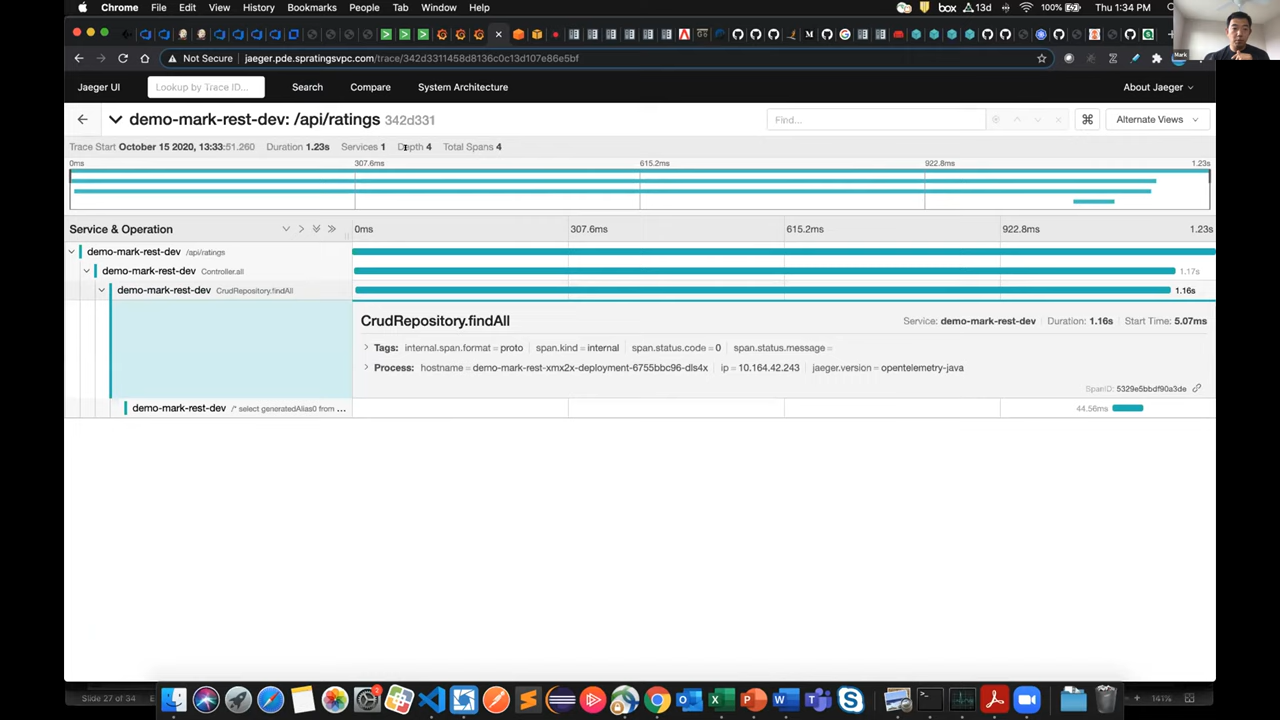 Chrome File Edit View History Bookmarks People Tab Window Help box 13d 100% Thu 1:34 PM
Not Secure jaeger.pde.spratingsvpc.com/trace/342d3311458d8136c0c13d107e86e5bf
Jaeger UI Lookup by Trace ID... Search Compare System Architecture About Jaeger
demo-mark-rest-dev: /api/ratings 342d331 Find... Alternate Views
Trace Start October 15 2020, 13:33:51.260 Duration 1.23s Services 1 Depth 4 Total Spans 4
0ms 307.6ms 615.2ms 922.8ms 1.23s
Service & Operation 0ms 307.6ms 615.2ms 922.8ms 1.23s
demo-mark-rest-dev /api/ratings
demo-mark-rest-dev Controller.all 1.17s
demo-mark-rest-dev CrudRepository.findAll 1.16s
CrudRepository.findAll Service: demo-mark-rest-dev Duration: 1.16s Start Time: 5.07ms
Tags: internal.span.format = proto span.kind = internal span.status.code = 0 span.status.message =
Process: hostname = demo-mark-rest-xmx2x-deployment-6755bbc96-dls4x ip = 10.164.42.243 jaeger.version = opentelemetry-java
SpanID: 5329e5bbdf90a3de
demo-mark-rest-dev /* select generatedAlias0 from ... 44.56ms
Slide 27 of 34 141%
Mark